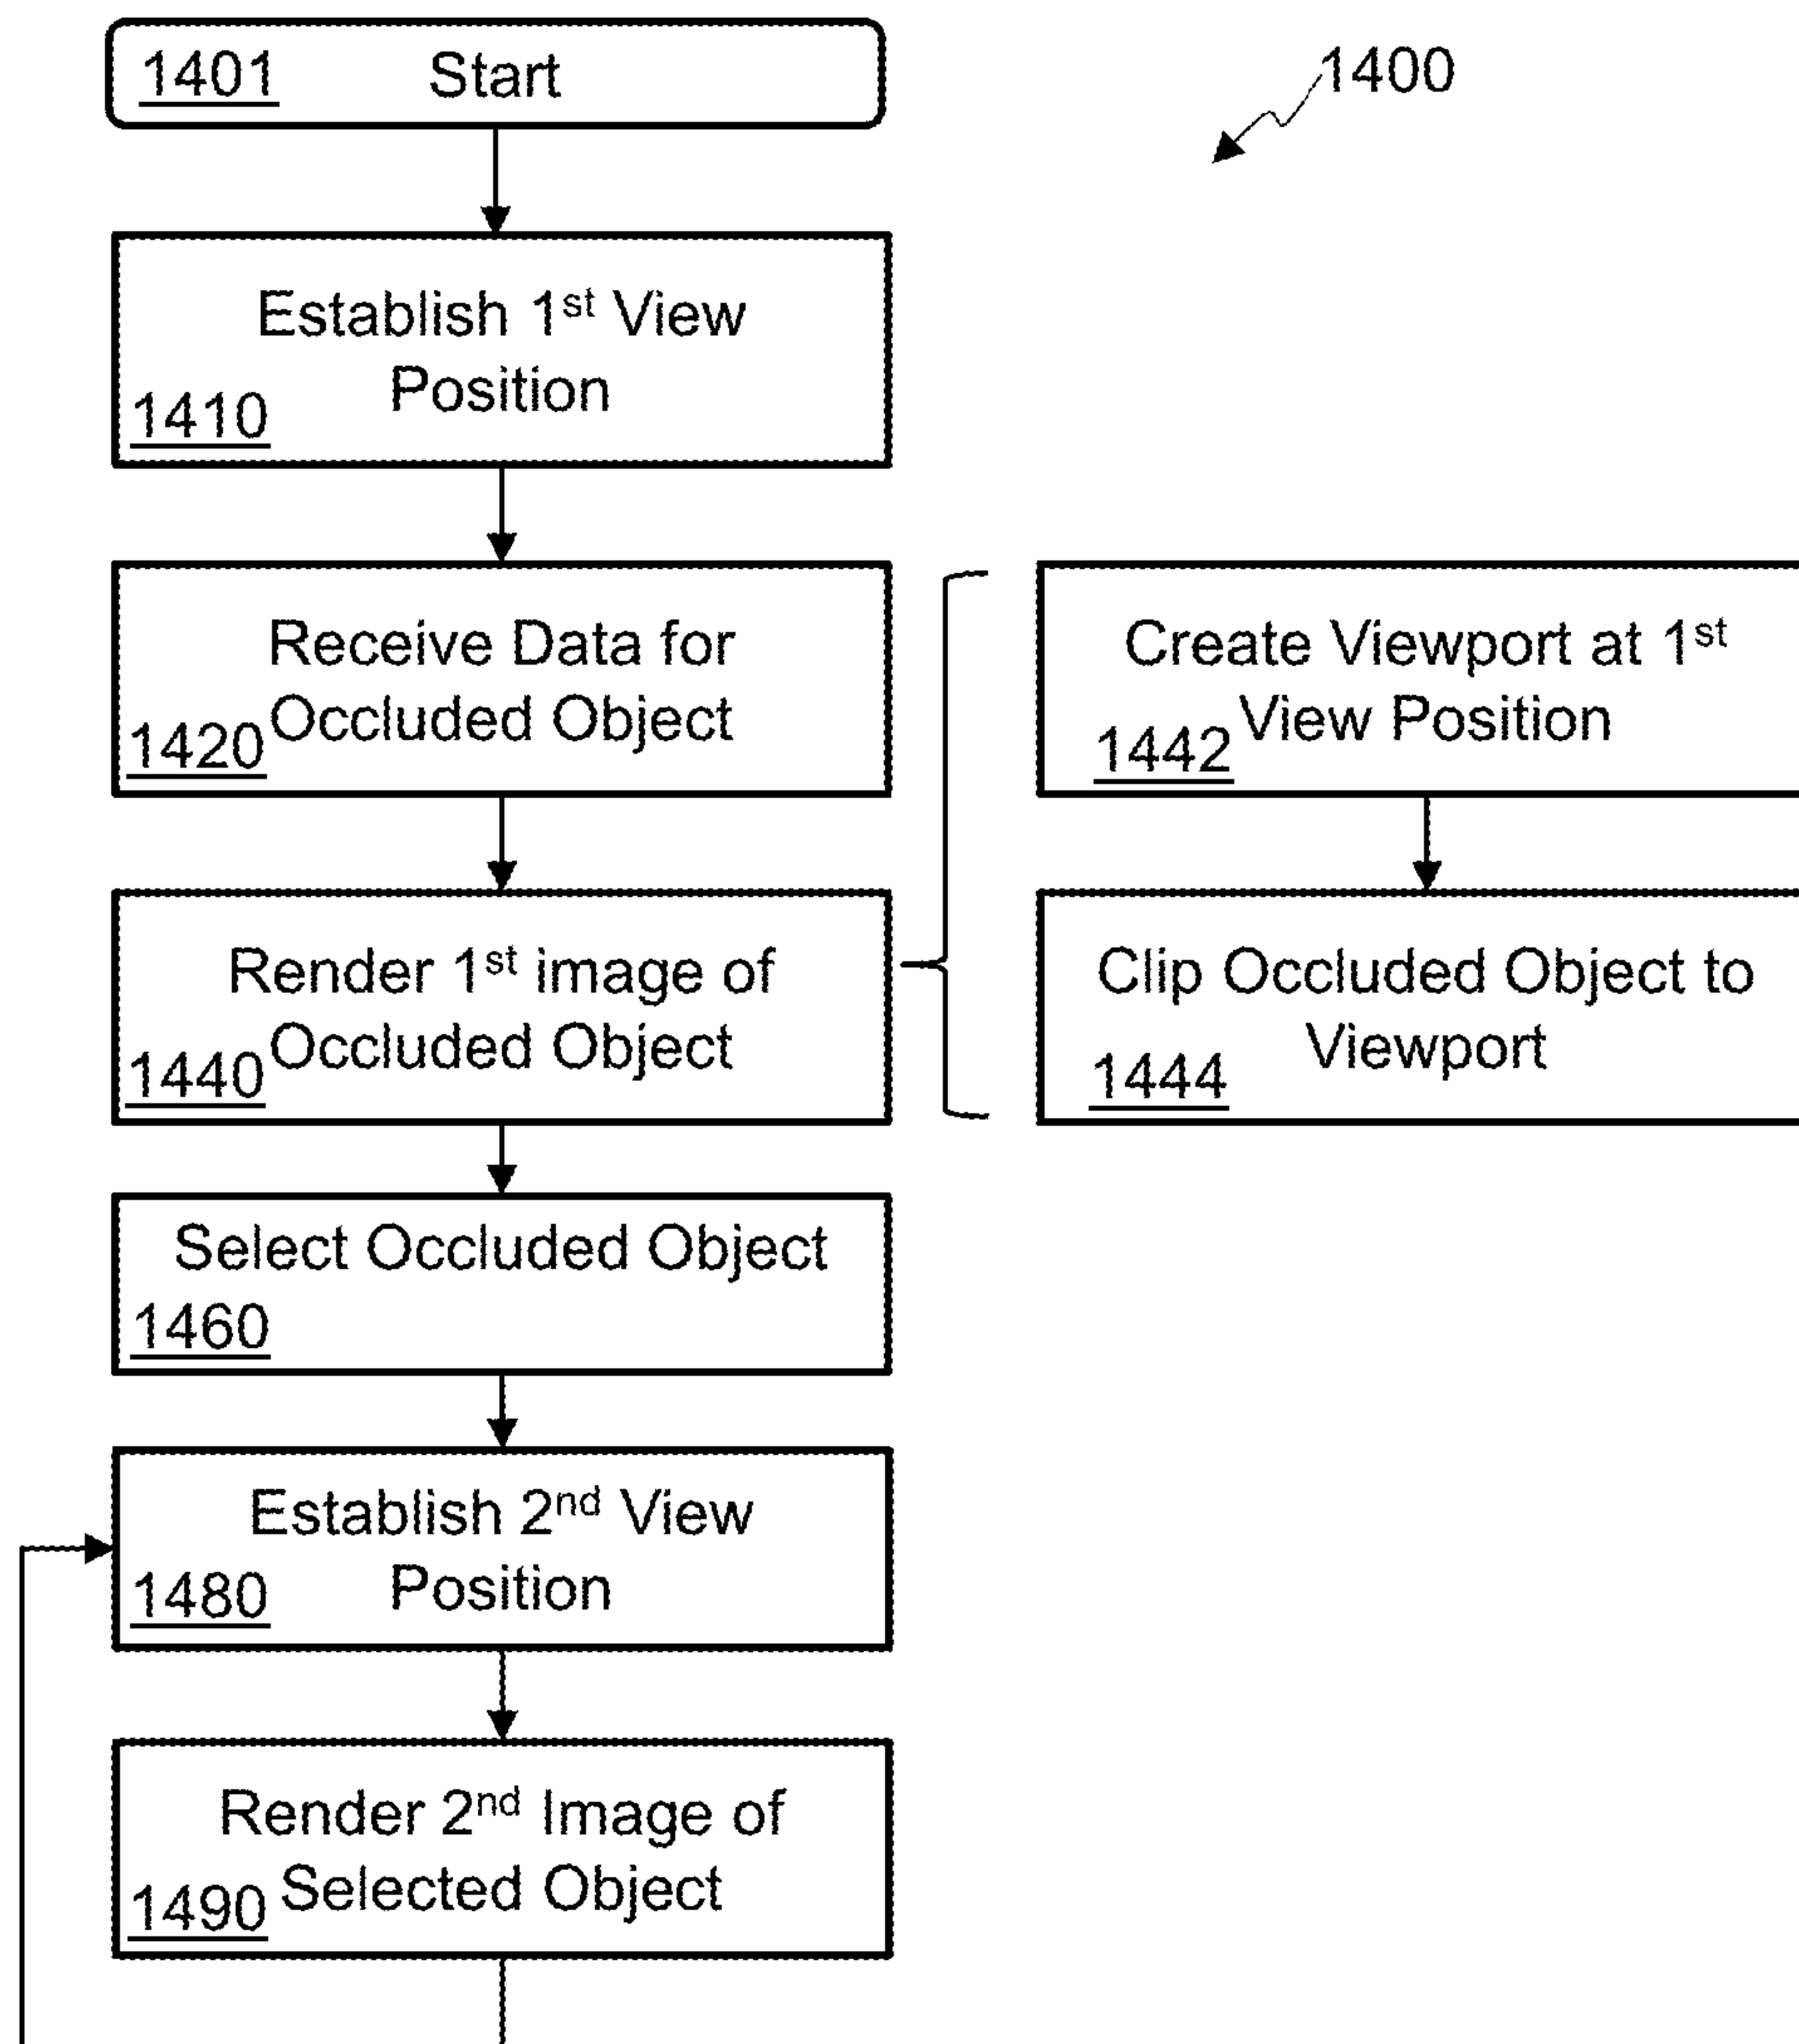 1401 Start
1400
Establish 1st View
Position
1410
Receive Data for
Occluded Object
1420
Create Viewport at 1st
View Position
1442
Render 1st image of
Occluded Object
1440
Clip Occluded Object to
Viewport
1444
Select Occluded Object
1460
Establish 2nd View
Position
1480
Render 2nd Image of
Selected Object
1490